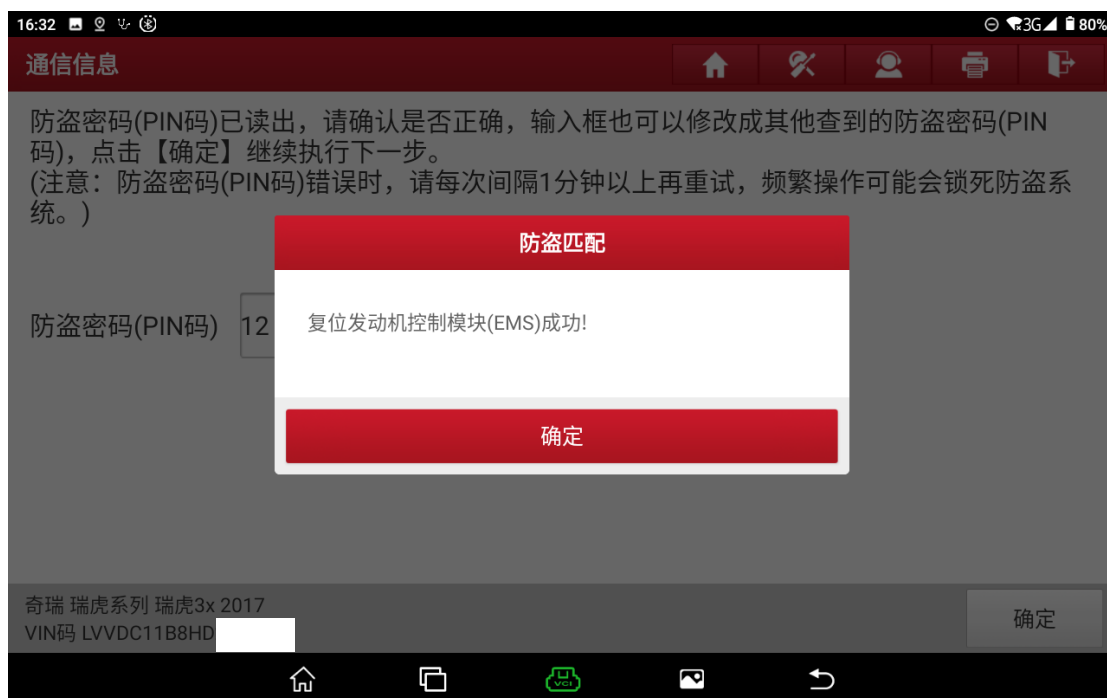 16:32
3G 80%
通信信息
防盗密码(PIN码)已读出，请确认是否正确，输入框也可以修改成其他查到的防盗密码(PIN
码)，点击【确定】继续执行下一步。
(注意：防盗密码(PIN码)错误时，请每次间隔1分钟以上再重试，频繁操作可能会锁死防盗系
统。)
防盗匹配
防盗密码(PIN码) 12
复位发动机控制模块(EMS)成功!
确定
奇瑞 瑞虎系列 瑞虎3x 2017
VIN码 LVVDC11B8HD
确定
VCI